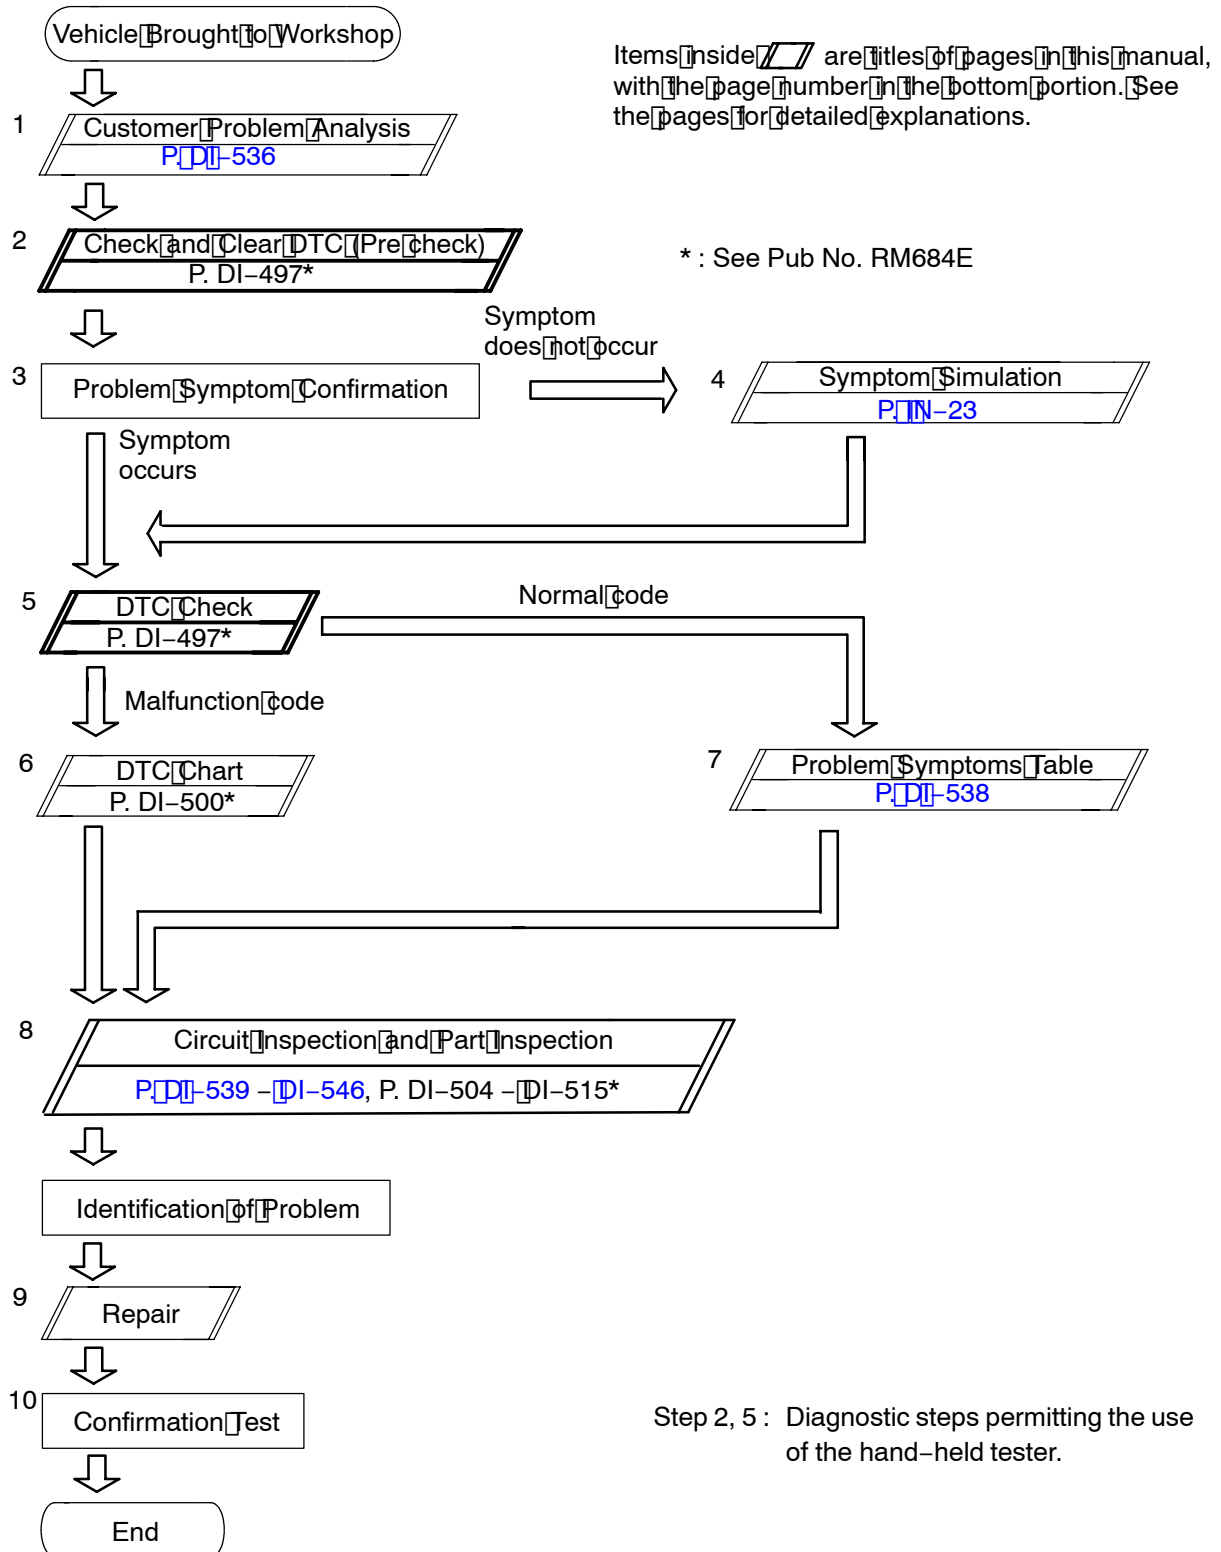 Vehicle Brought to Workshop
Items inside are titles of pages in this manual,
with the page number in the bottom portion. See
the pages for detailed explanations.
1
Customer Problem Analysis
P. DI–536
2
Check and Clear DTC (Pre check)
P. DI–497*
* : See Pub No. RM684E
Symptom
does not occur
3
Problem Symptom Confirmation
4
Symptom Simulation
P. IN–23
Symptom
occurs
5
DTC Check
P. DI–497*
Normal code
Malfunction code
6
DTC Chart
P. DI–500*
7
Problem Symptoms Table
P. DI–538
8
Circuit Inspection and Part Inspection
P. DI–539 – DI–546, P. DI–504 – DI–515*
Identification of Problem
9
Repair
10
Confirmation Test
Step 2, 5 : Diagnostic steps permitting the use
of the hand–held tester.
End